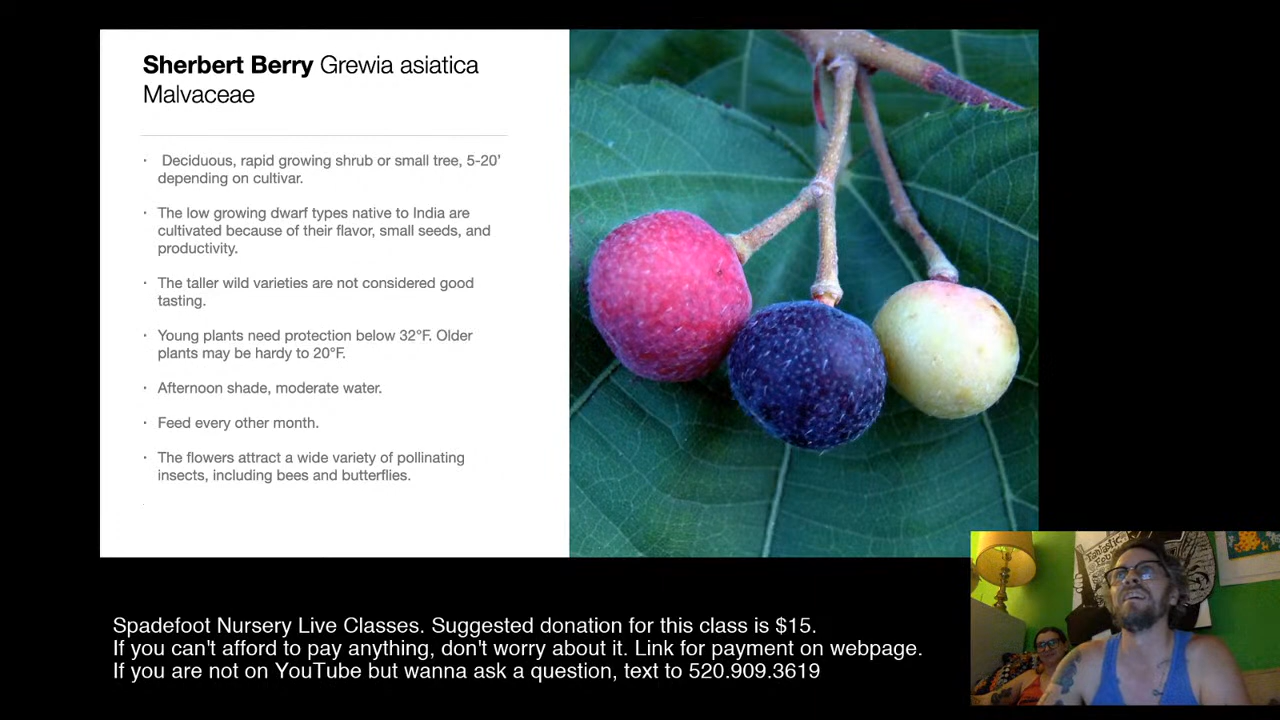 Sherbert Berry Grewia asiatica
Malvaceae
· Deciduous, rapid growing shrub or small tree, 5-20’
depending on cultivar.
· The low growing dwarf types native to India are
cultivated because of their flavor, small seeds, and
productivity.
· The taller wild varieties are not considered good
tasting.
· Young plants need protection below 32°F. Older
plants may be hardy to 20°F.
· Afternoon shade, moderate water.
· Feed every other month.
· The flowers attract a wide variety of pollinating
insects, including bees and butterflies.
Spadefoot Nursery Live Classes. Suggested donation for this class is $15.
If you can't afford to pay anything, don't worry about it. Link for payment on webpage.
If you are not on YouTube but wanna ask a question, text to 520.909.3619